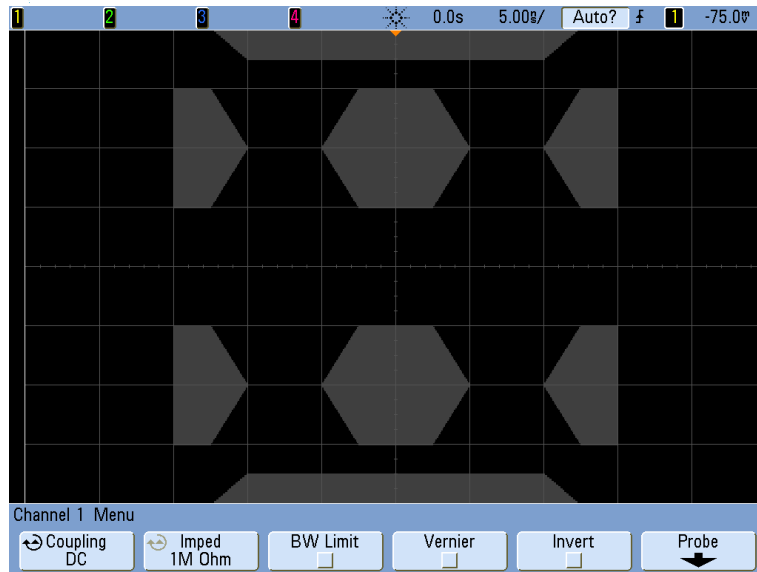 1 2 3 4 0.0s 5.00s/ Auto? 1 -75.0V
Channel 1 Menu
Coupling Imped BW Limit Vernier Invert Probe
DC 1M Ohm